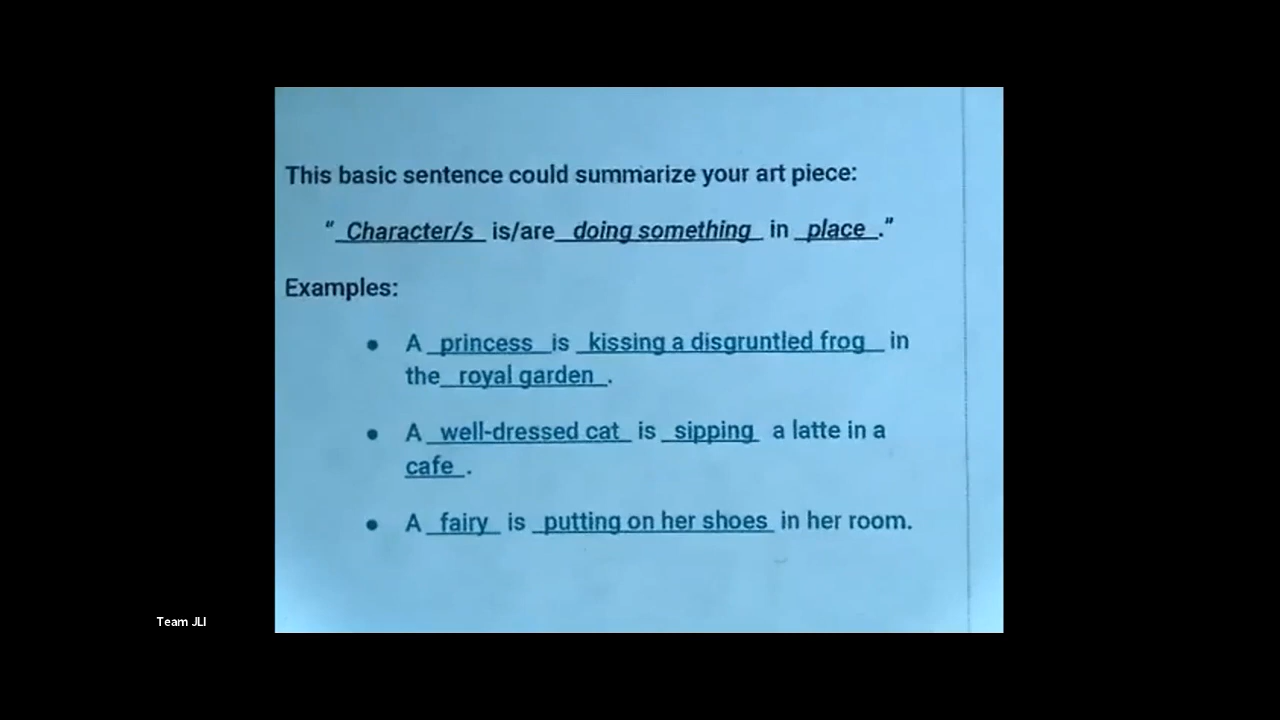 This basic sentence could summarize your art piece:
“ Character/s is/are doing something in place .”
Examples:
● A princess is kissing a disgruntled frog in
the royal garden .
● A well-dressed cat is sipping a latte in a
cafe .
● A fairy is putting on her shoes in her room.
Team JLI